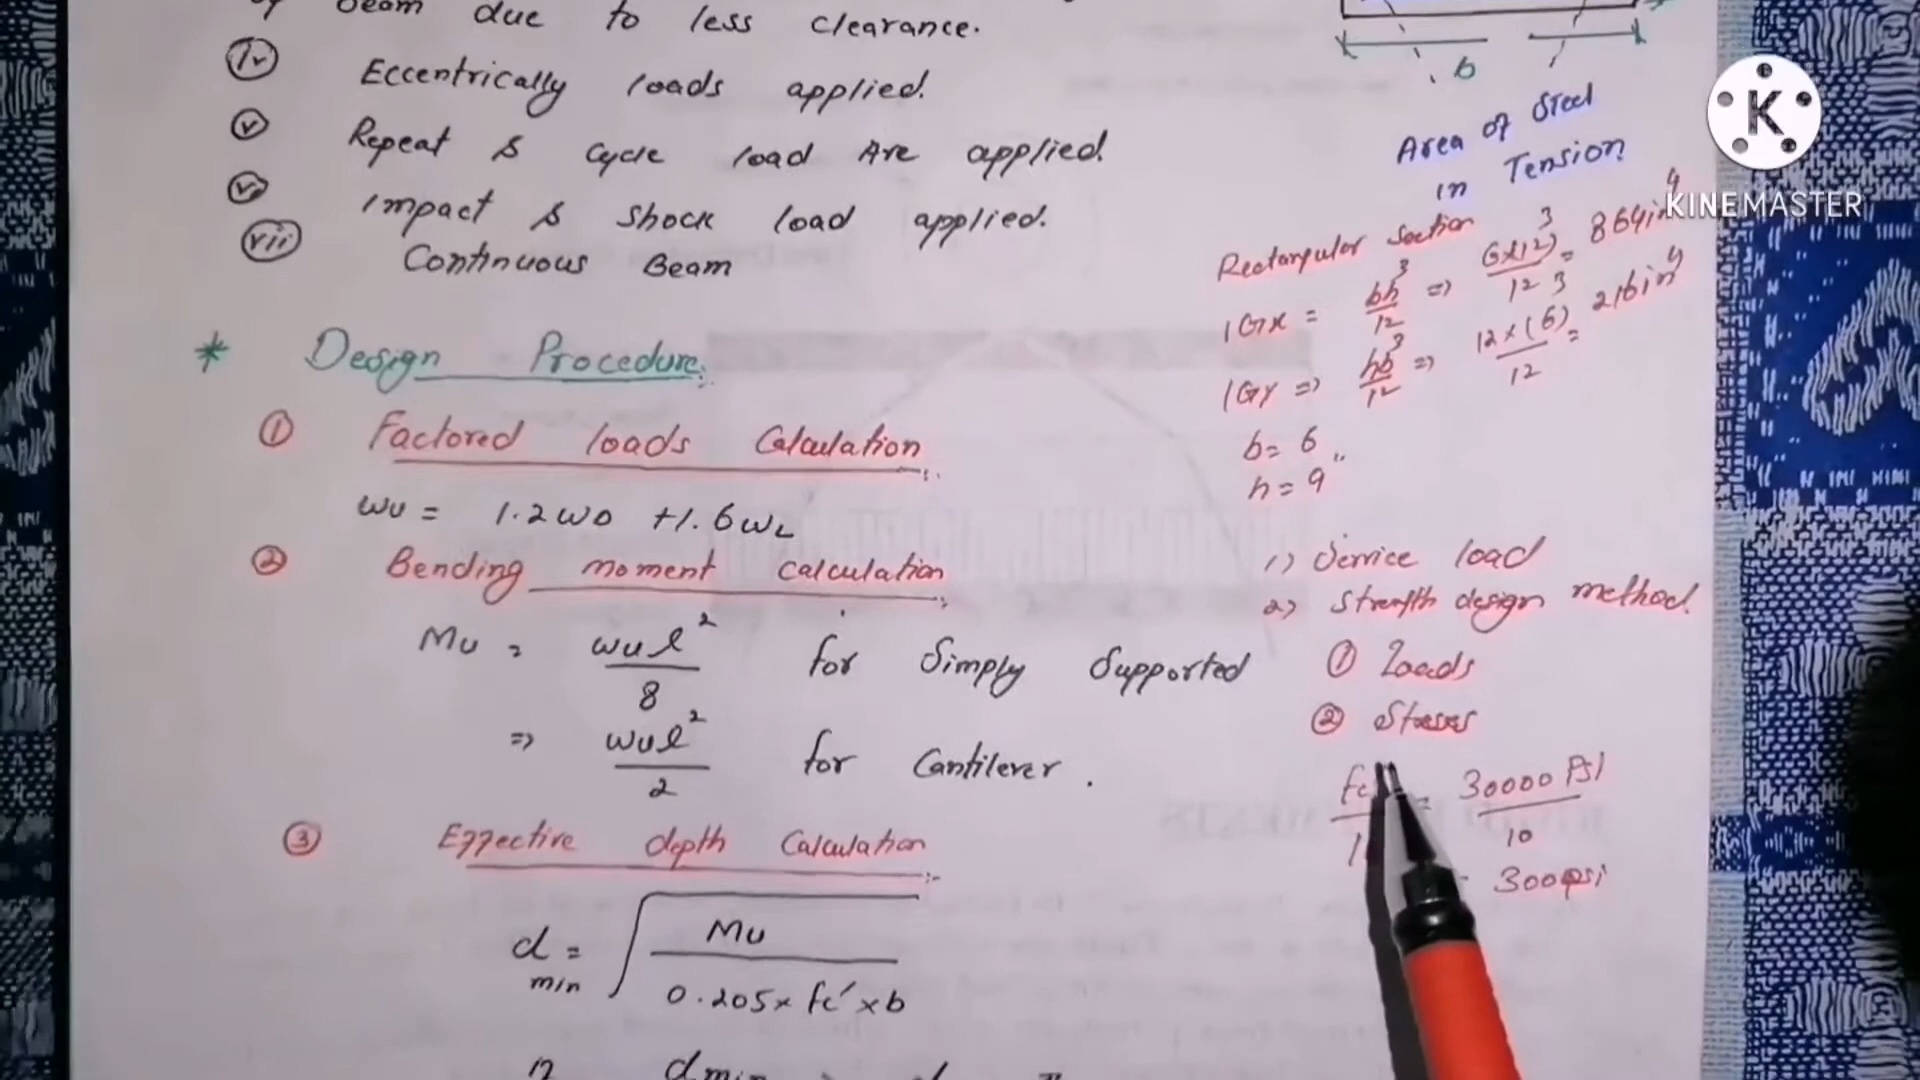 of beam due to less clearance.
iv Eccentrically loads applied.
v Repeat & Cycle load Are applied.
v Impact & Shock load applied.
vii Continuous Beam
* Design Procedure:
① Factored loads Calculation
wu = 1.2wD + 1.6wL
② Bending moment calculation
Mu = wul²/8 for Simply Supported
=> wul²/2 for Cantilever.
③ Effective depth Calculation
d min = √(Mu / 0.205 x fc' x b)
b
Area of Steel
in Tension
Rectangular Section
IGx = bh³/12 => 6x(12)³/12 = 864in⁴
IGy => hb³/12 => 12x(6)³/12 = 216in⁴
b= 6"
h= 9
1) Service load
2) Strength design method.
① Loads
② Stresses
30000 PSI
10
300psi
K
KINEMASTER